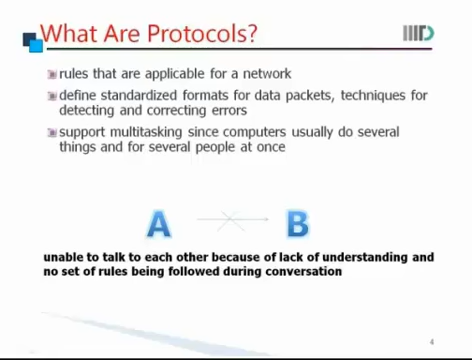 What Are Protocols?
rules that are applicable for a network
define standardized formats for data packets, techniques for
detecting and correcting errors
support multitasking since computers usually do several
things and for several people at once
A B
unable to talk to each other because of lack of understanding and
no set of rules being followed during conversation
4